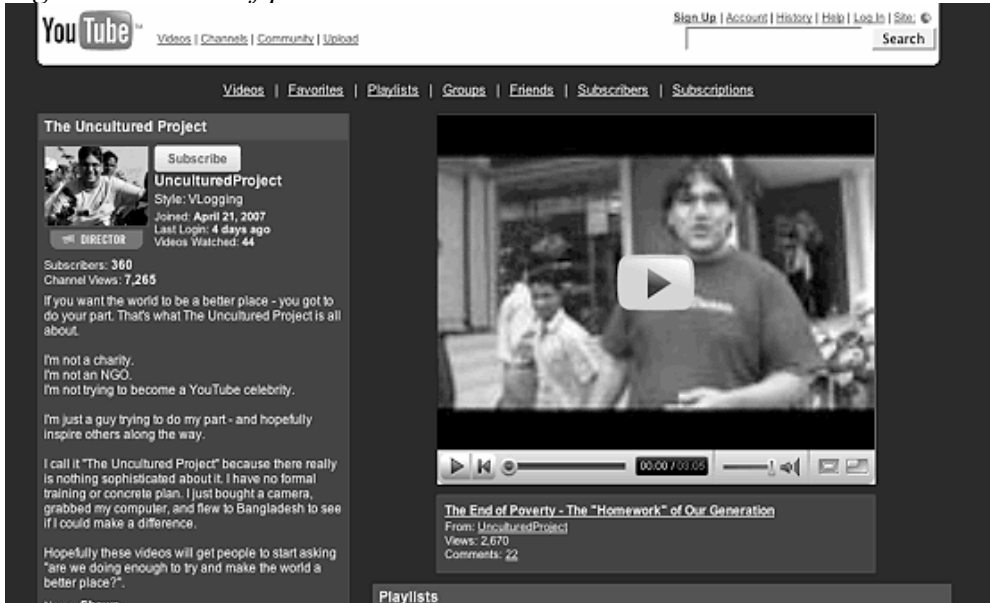 You Tube
Sign Up | Account | History | Help | Log In | Site:
Videos | Channels | Community | Upload
Search
Videos | Favorites | Playlists | Groups | Friends | Subscribers | Subscriptions
The Uncultured Project
Subscribe
UnculturedProject
Style: VLogging
Joined: April 21, 2007
Last Login: 4 days ago
Videos Watched: 44
DIRECTOR
Subscribers: 360
Channel Views: 7,265
If you want the world to be a better place - you got to
do your part. That's what The Uncultured Project is all
about.
I'm not a charity.
I'm not an NGO.
I'm not trying to become a YouTube celebrity.
I'm just a guy trying to do my part - and hopefully
inspire others along the way.
I call it "The Uncultured Project" because there really
is nothing sophisticated about it. I have no formal
training or concrete plan. I just bought a camera,
grabbed my computer, and flew to Bangladesh to see
if I could make a difference.
Hopefully these videos will get people to start asking
"are we doing enough to try and make the world a
better place?".
00:00 / 03:05
The End of Poverty - The "Homework" of Our Generation
From: UnculturedProject
Views: 2,670
Comments: 22
Playlists